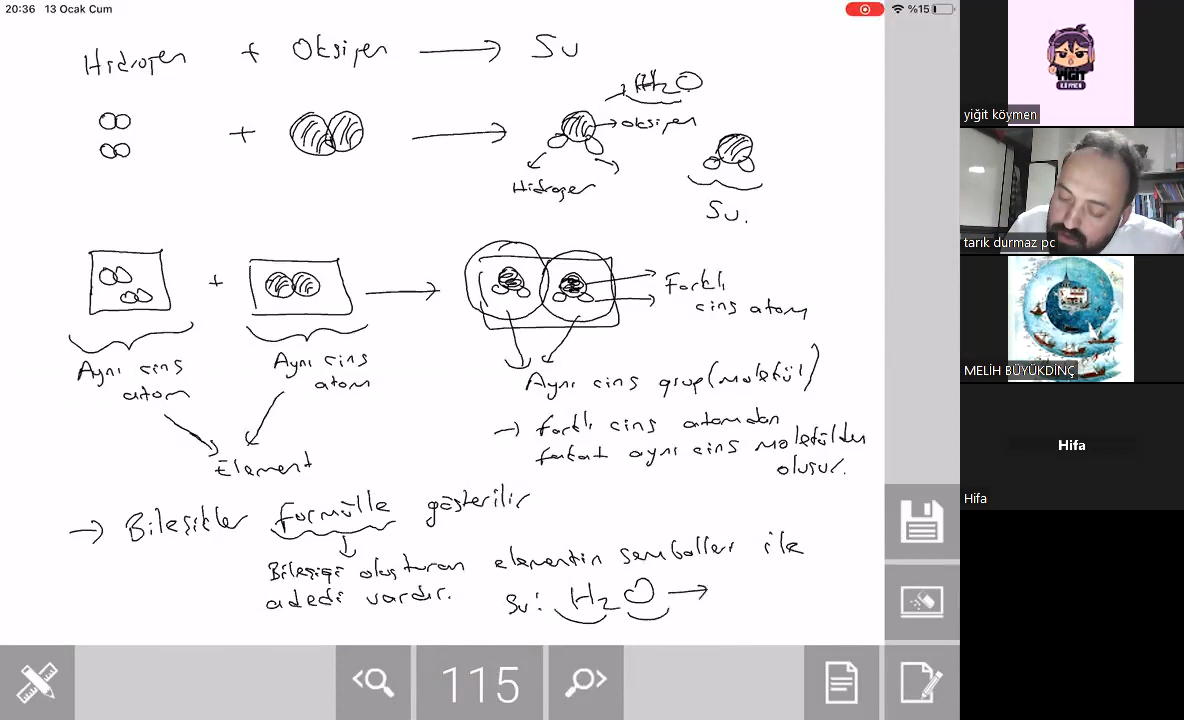 20:36 13 Ocak Cum
%15
Hidrojen + Oksijen → Su
+ →
H2O
oksijen
Hidrojen
Su.
+ →
Farklı
cins atom
Aynı cins
atom
Aynı cins
atom
Aynı cins grup (molekül)
→ Farklı cins atomdan
fakat aynı cins molekülden
oluşur.
Element
→ Bileşikler formülle gösterilir
Bileşiği oluşturan elementin sembolleri ile
adedi vardır. Su: H2O →
115
yiğit köymen
YİĞİT
KÖYMEN
tarık durmaz pc
MELİH BÜYÜKDİNÇ
Hifa
Hifa